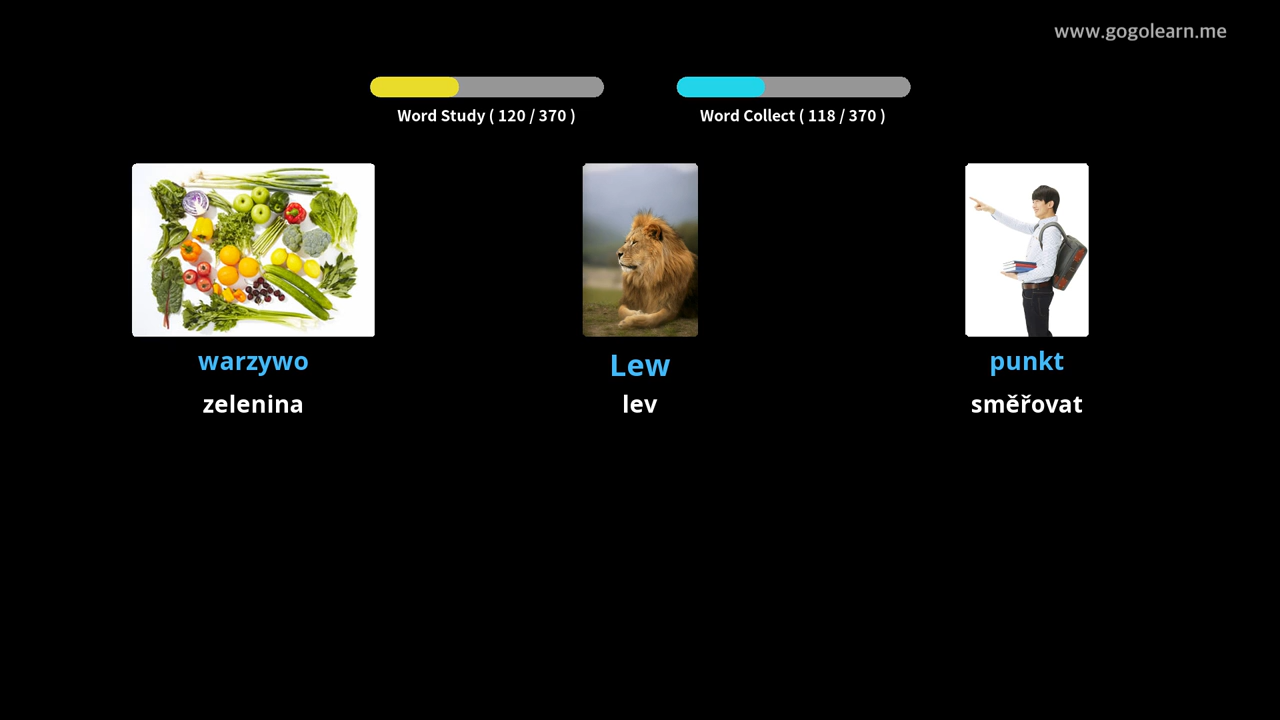 www.gogolearn.me
Word Study ( 120 / 370 )
Word Collect ( 118 / 370 )
warzywo
Lew
punkt
zelenina
lev
směřovat